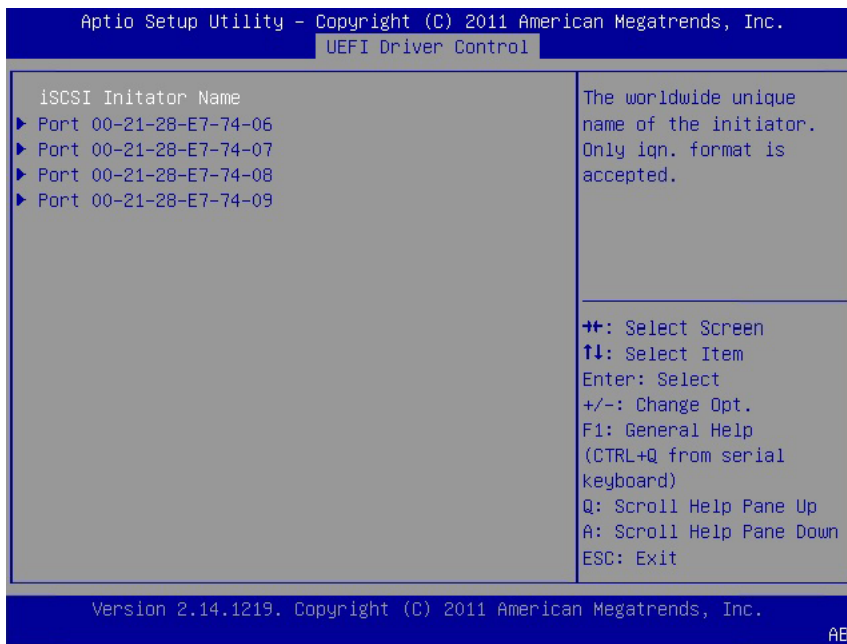 Aptio Setup Utility – Copyright (C) 2011 American Megatrends, Inc.
UEFI Driver Control
iSCSI Initator Name
▶ Port 00-21-28-E7-74-06
▶ Port 00-21-28-E7-74-07
▶ Port 00-21-28-E7-74-08
▶ Port 00-21-28-E7-74-09
The worldwide unique
name of the initiator.
Only iqn. format is
accepted.
→←: Select Screen
↑↓: Select Item
Enter: Select
+/-: Change Opt.
F1: General Help
(CTRL+Q from serial
keyboard)
Q: Scroll Help Pane Up
A: Scroll Help Pane Down
ESC: Exit
Version 2.14.1219. Copyright (C) 2011 American Megatrends, Inc.
AB